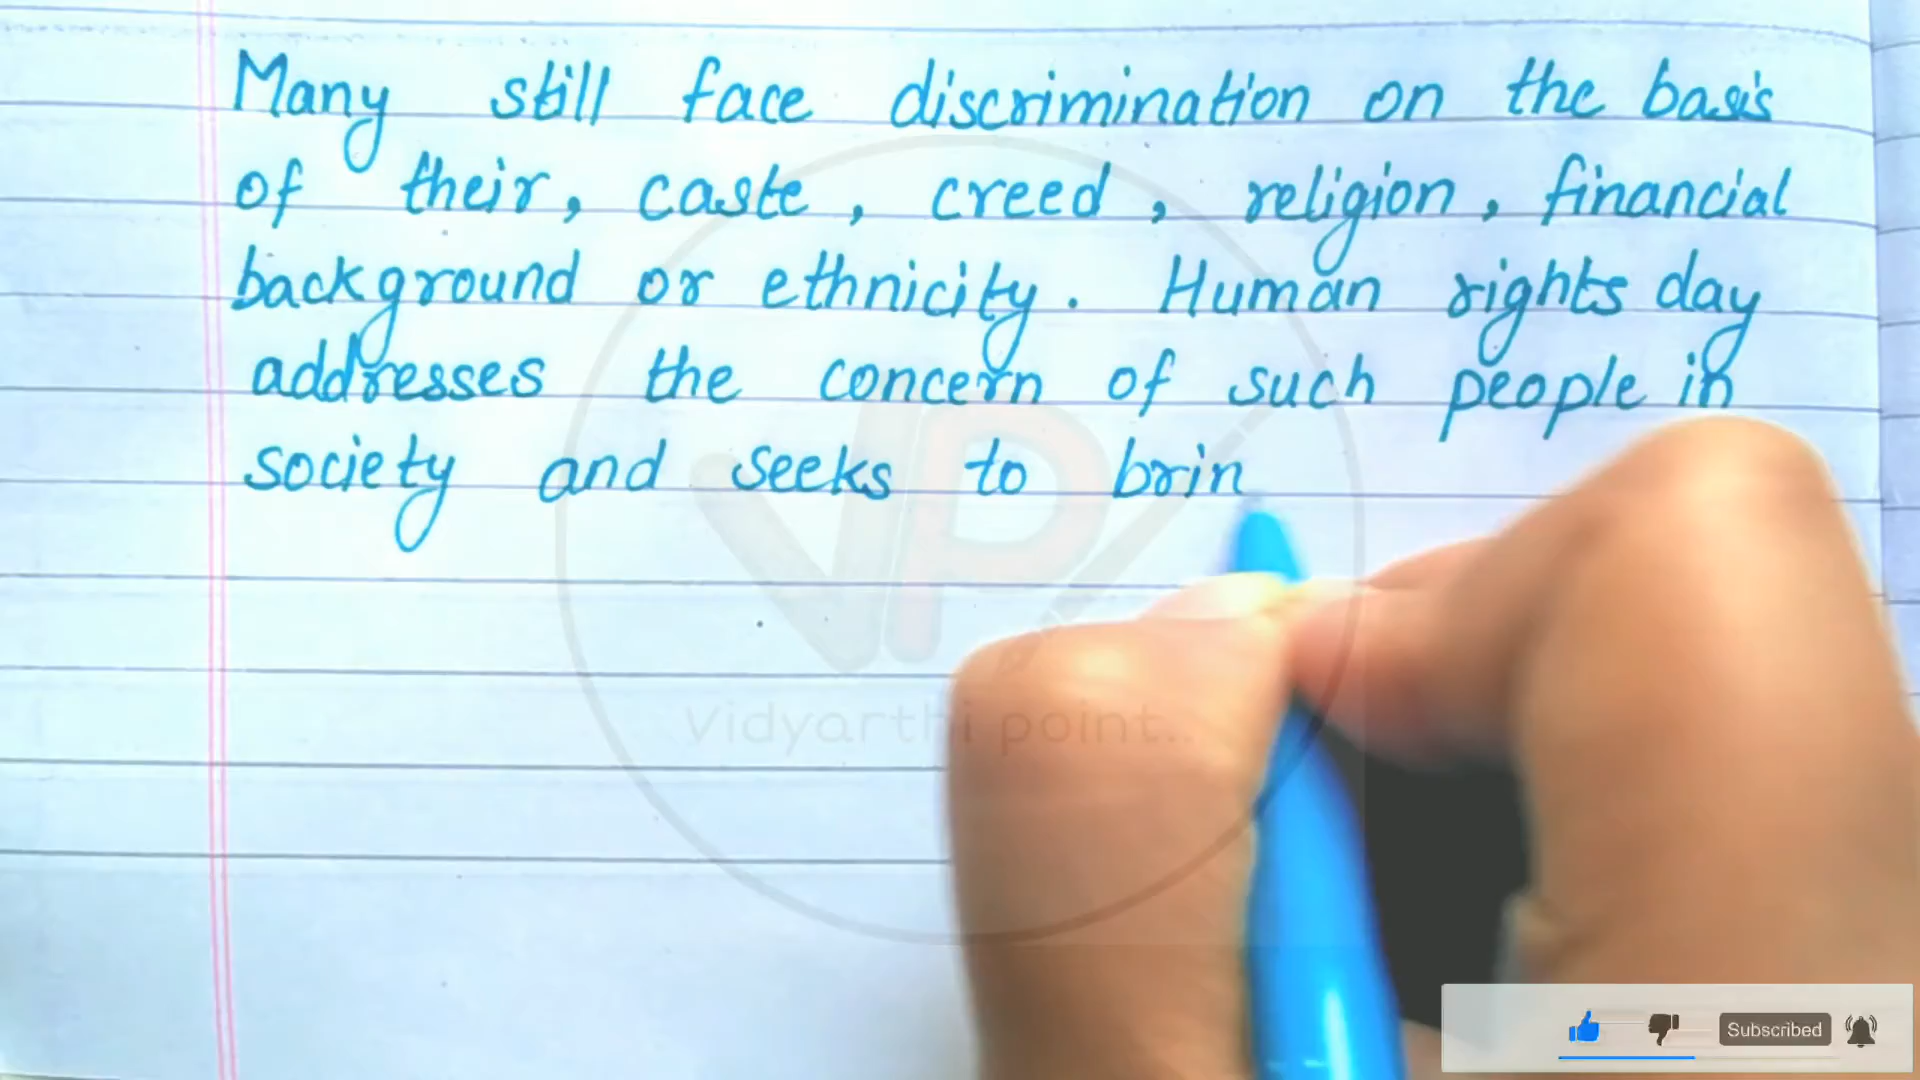 Many still face discrimination on the basis
of their, caste, creed, religion, financial
background or ethnicity. Human rights day
addresses the concern of such people in
society and seeks to brin
Vidyarthi point..
Subscribed